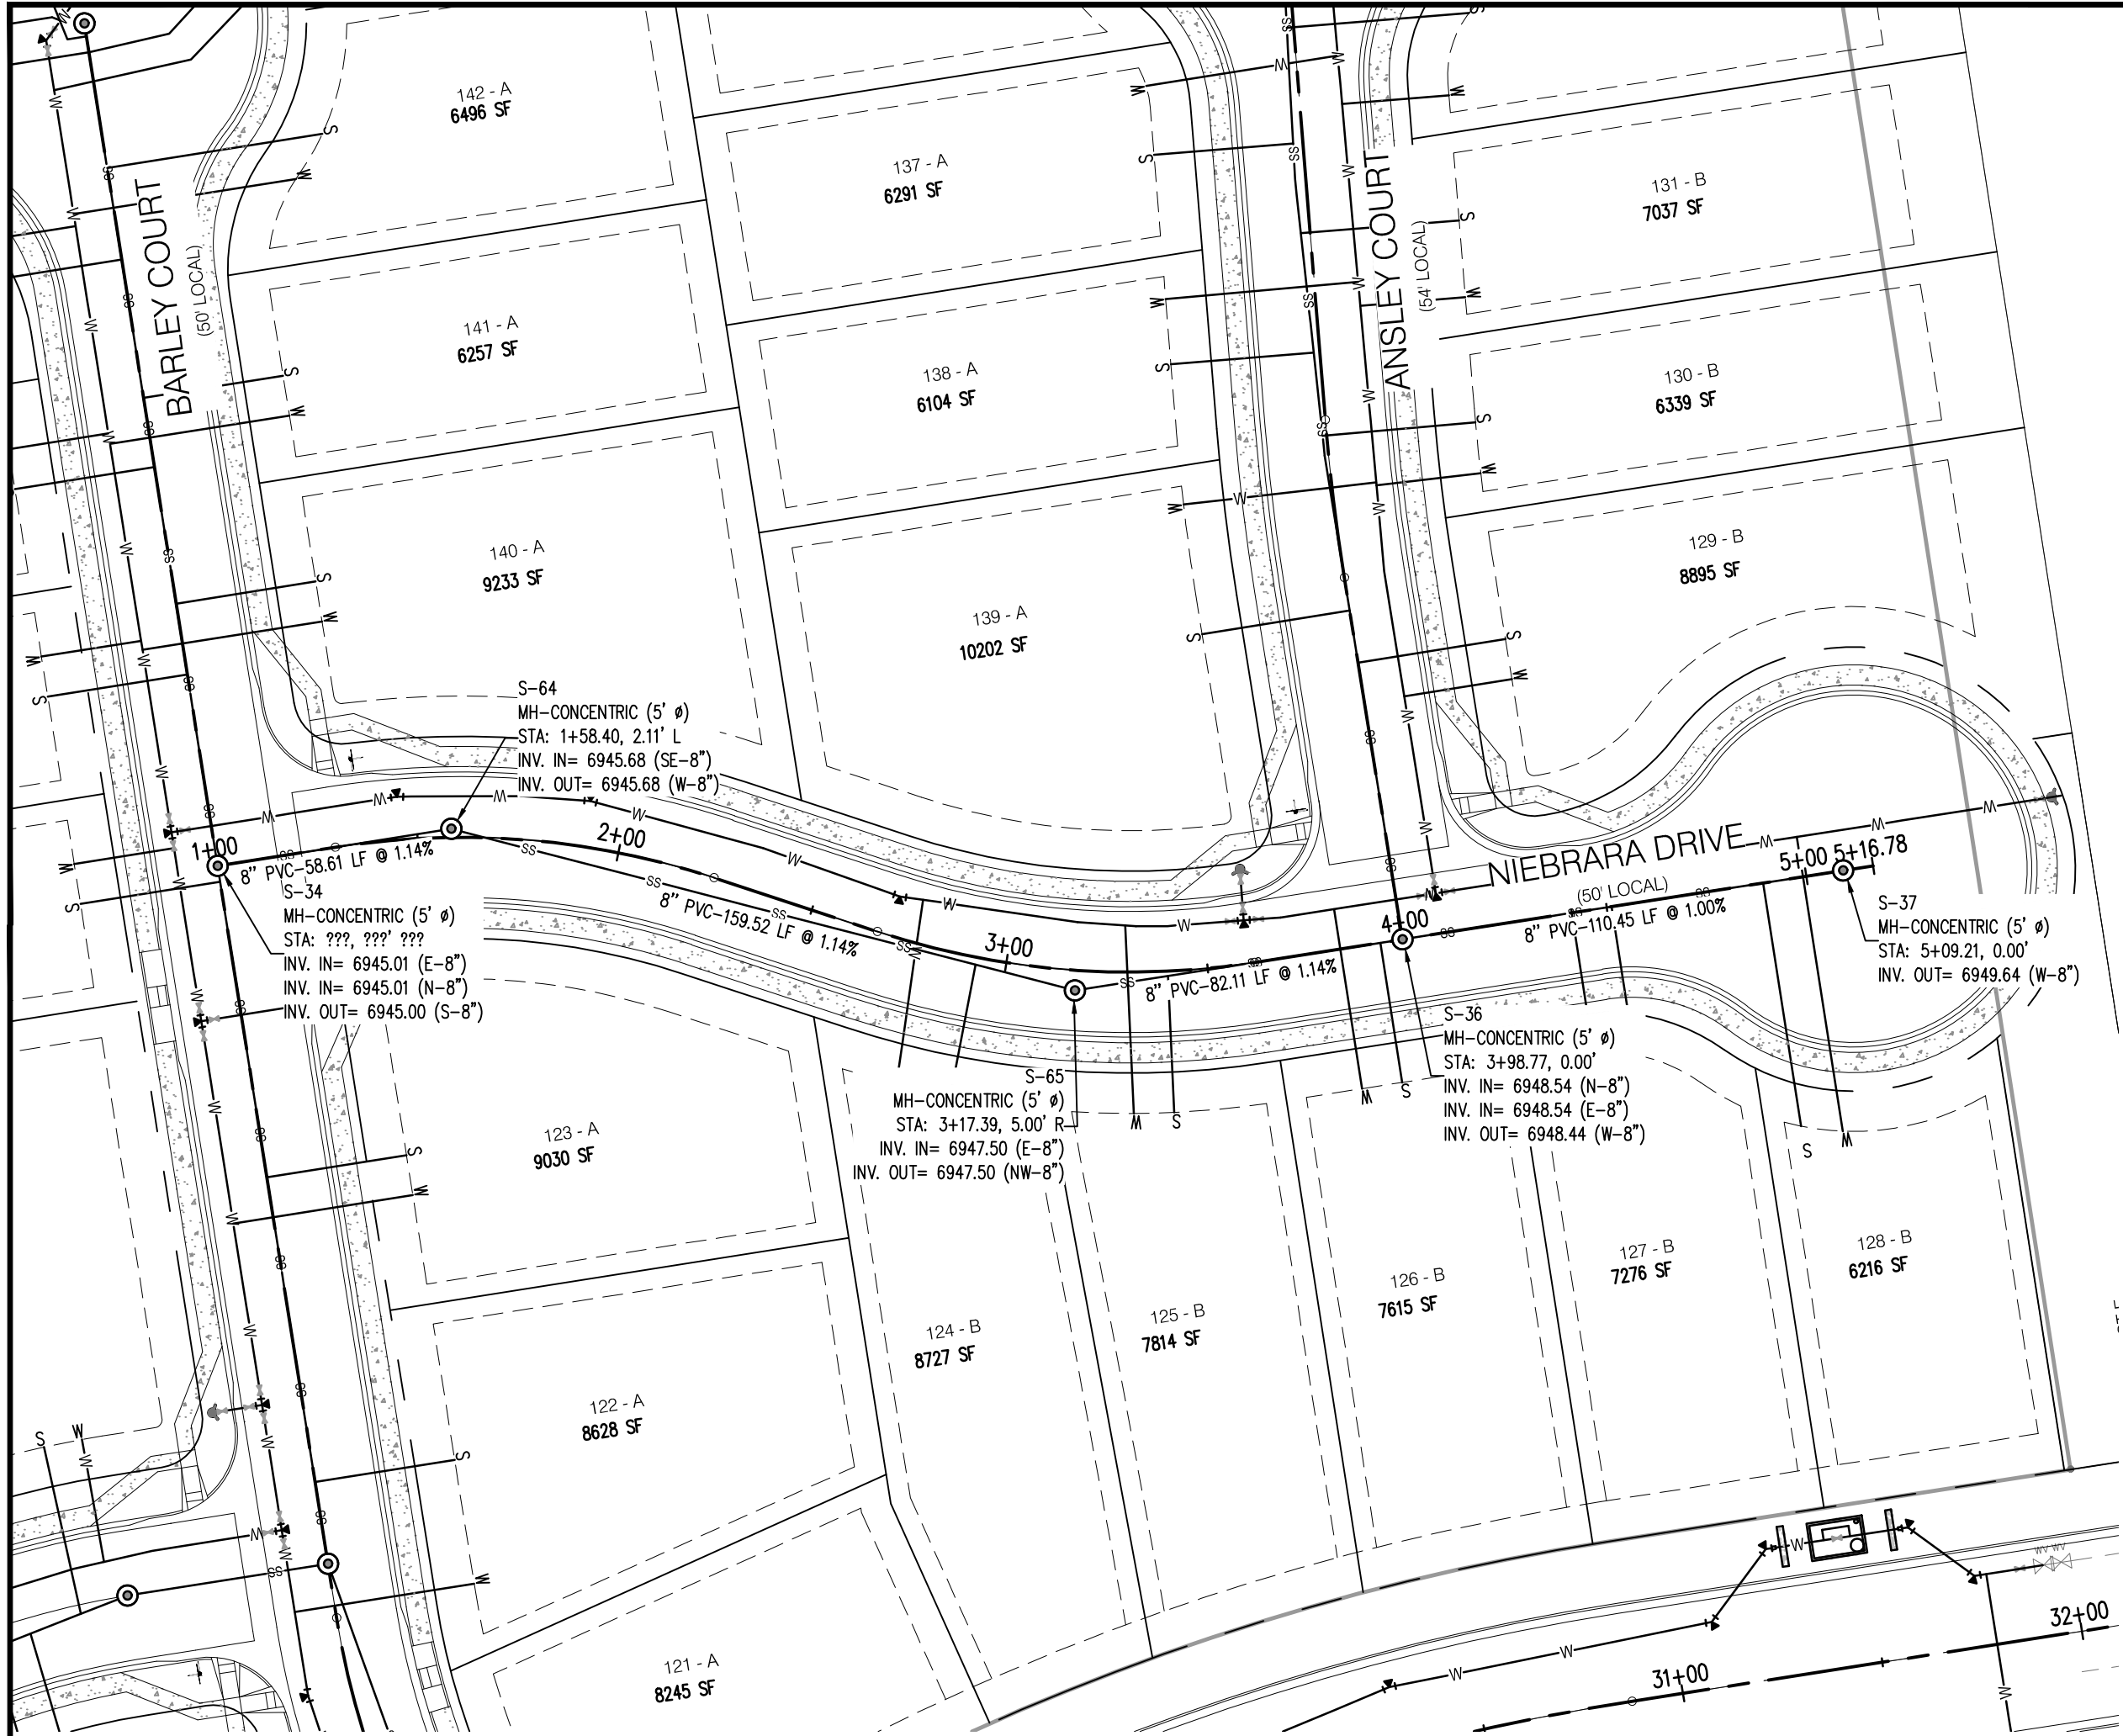 142 - A
6496 SF
137 - A
6291 SF
131 - B
7037 SF
BARLEY COURT
(50' LOCAL)
ANSLEY COURT
(54' LOCAL)
141 - A
6257 SF
138 - A
6104 SF
130 - B
6339 SF
140 - A
9233 SF
139 - A
10202 SF
129 - B
8895 SF
S-64
MH-CONCENTRIC (5' ø)
STA: 1+58.40, 2.11' L
INV. IN= 6945.68 (SE-8")
INV. OUT= 6945.68 (W-8")
1+00
2+00
3+00
4+00
5+00
5+16.78
NIEBRARA DRIVE
(50' LOCAL)
8" PVC-58.61 LF @ 1.14%
8" PVC-159.52 LF @ 1.14%
8" PVC-82.11 LF @ 1.14%
8" PVC-110.45 LF @ 1.00%
S-34
MH-CONCENTRIC (5' ø)
STA: ???, ???' ???
INV. IN= 6945.01 (E-8")
INV. IN= 6945.01 (N-8")
INV. OUT= 6945.00 (S-8")
S-37
MH-CONCENTRIC (5' ø)
STA: 5+09.21, 0.00'
INV. OUT= 6949.64 (W-8")
S-36
MH-CONCENTRIC (5' ø)
STA: 3+98.77, 0.00'
INV. IN= 6948.54 (N-8")
INV. IN= 6948.54 (E-8")
INV. OUT= 6948.44 (W-8")
S-65
MH-CONCENTRIC (5' ø)
STA: 3+17.39, 5.00' R
INV. IN= 6947.50 (E-8")
INV. OUT= 6947.50 (NW-8")
123 - A
9030 SF
128 - B
6216 SF
127 - B
7276 SF
126 - B
7615 SF
125 - B
7814 SF
124 - B
8727 SF
122 - A
8628 SF
121 - A
8245 SF
31+00
32+00
WV WV